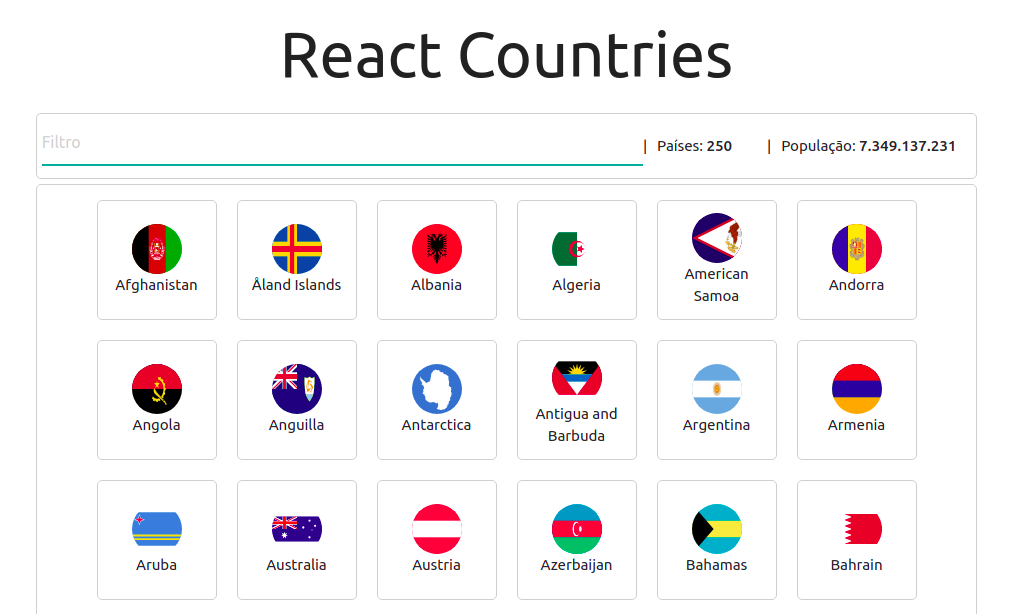 React Countries
Filtro | Países: 250 | População: 7.349.137.231
Afghanistan Åland Islands Albania Algeria American Samoa Andorra
Angola Anguilla Antarctica Antigua and Barbuda Argentina Armenia
Aruba Australia Austria Azerbaijan Bahamas Bahrain